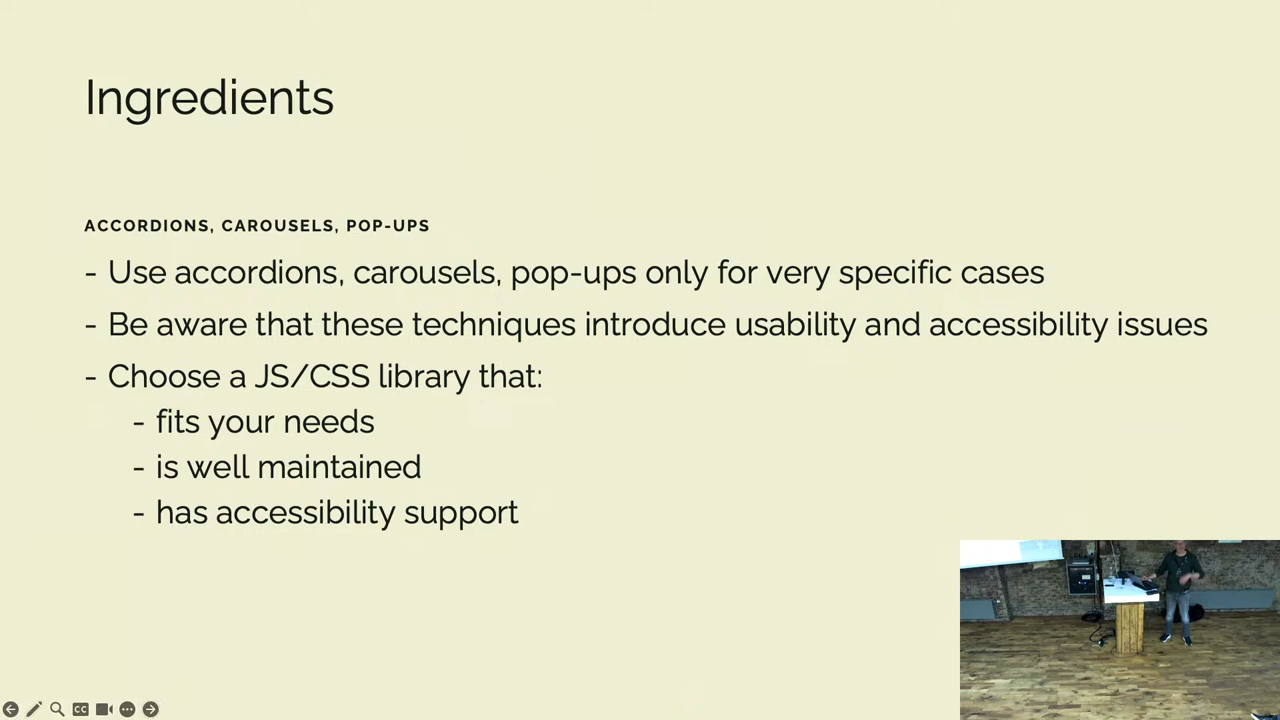 Ingredients
ACCORDIONS, CAROUSELS, POP-UPS
- Use accordions, carousels, pop-ups only for very specific cases
- Be aware that these techniques introduce usability and accessibility issues
- Choose a JS/CSS library that:
- fits your needs
- is well maintained
- has accessibility support
CC